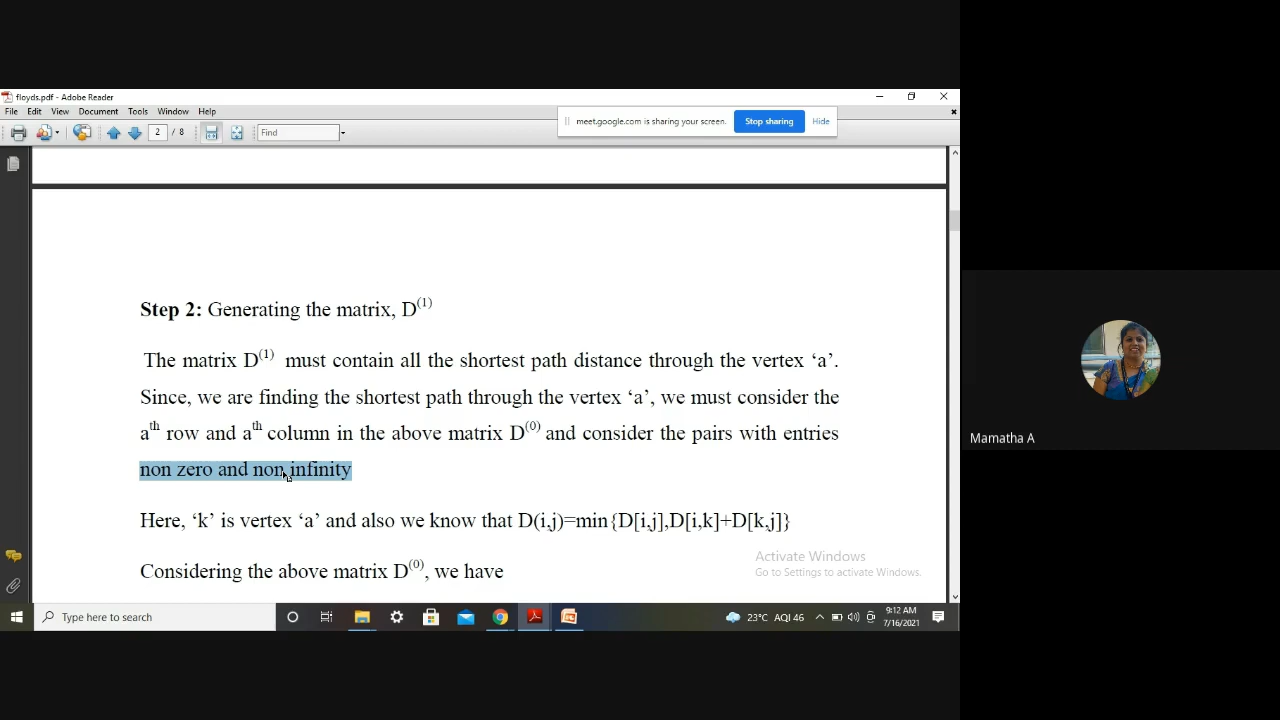 floyds.pdf - Adobe Reader
File Edit View Document Tools Window Help
meet.google.com is sharing your screen. Stop sharing Hide
2 / 8 Find
Step 2: Generating the matrix, D(1)
The matrix D(1) must contain all the shortest path distance through the vertex ‘a’.
Since, we are finding the shortest path through the vertex ‘a’, we must consider the
ath row and ath column in the above matrix D(0) and consider the pairs with entries
non zero and non infinity
Here, ‘k’ is vertex ‘a’ and also we know that D(i,j)=min{D[i,j],D[i,k]+D[k,j]}
Considering the above matrix D(0), we have
Activate Windows
Go to Settings to activate Windows.
Mamatha A
Type here to search
23°C AQI 46
9:12 AM
7/16/2021